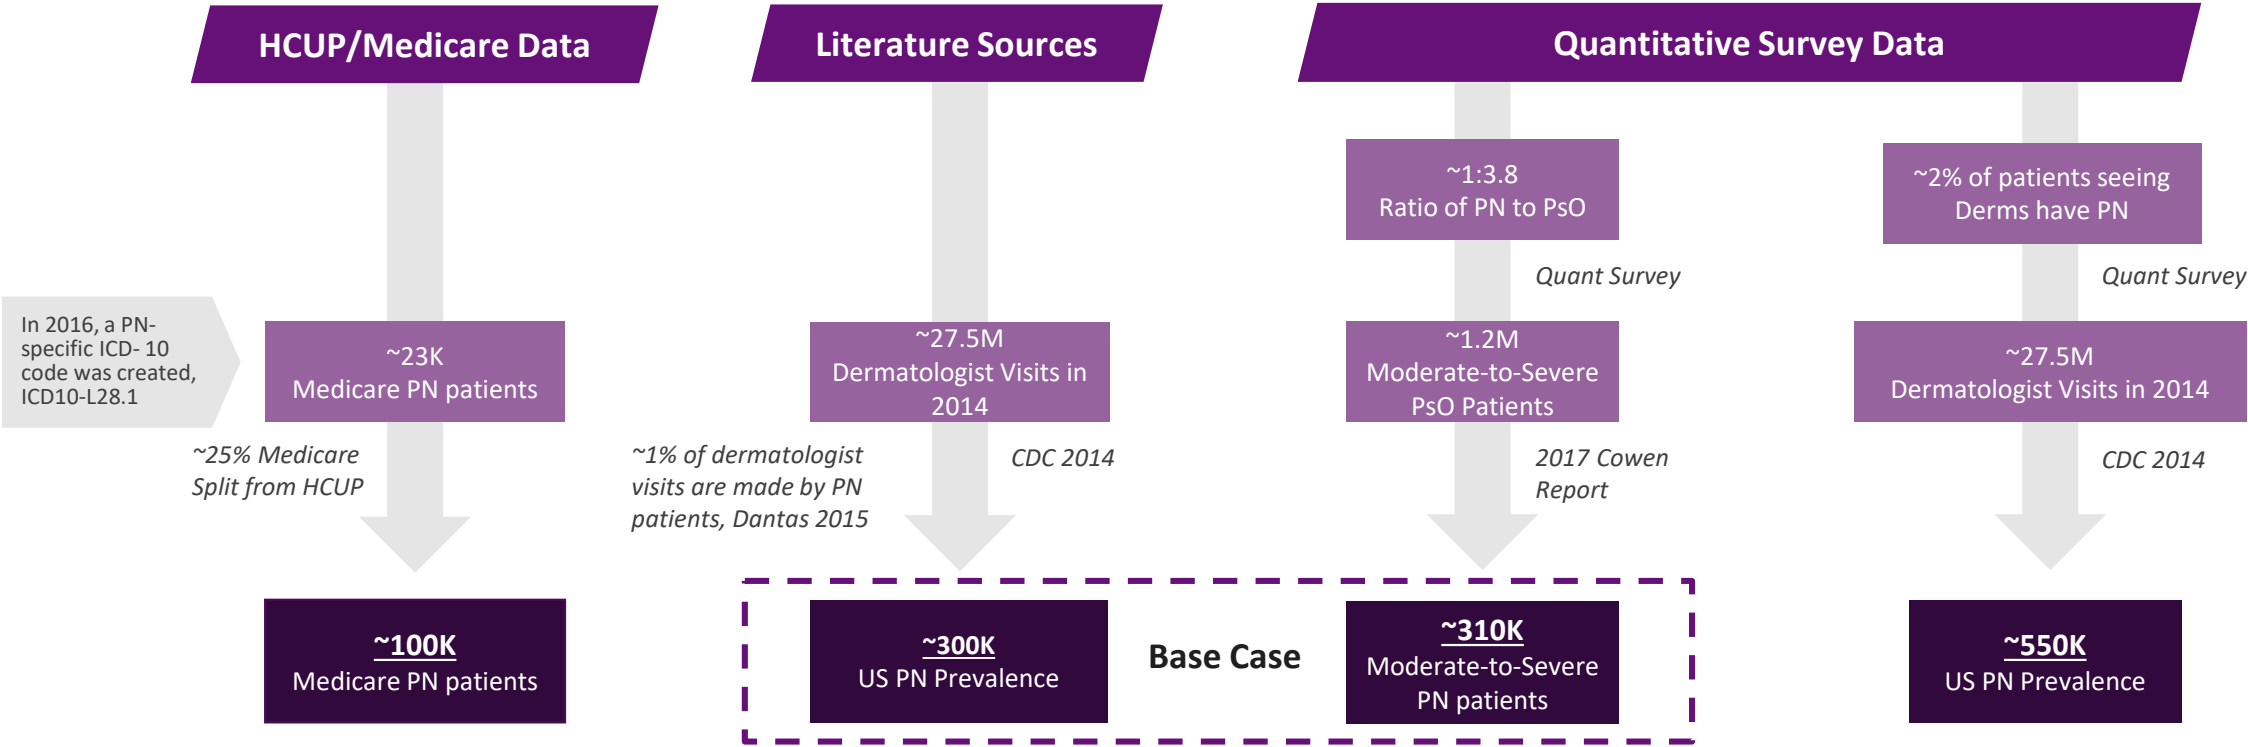 HCUP/Medicare Data
Literature Sources
Quantitative Survey Data
~1:3.8
Ratio of PN to PsO
~2% of patients seeing
Derms have PN
Quant Survey
Quant Survey
In 2016, a PN-
specific ICD- 10
code was created,
ICD10-L28.1
~23K
Medicare PN patients
~27.5M
Dermatologist Visits in
2014
~1.2M
Moderate-to-Severe
PsO Patients
~27.5M
Dermatologist Visits in 2014
~25% Medicare
Split from HCUP
~1% of dermatologist
visits are made by PN
patients, Dantas 2015
CDC 2014
2017 Cowen
Report
CDC 2014
~100K
Medicare PN patients
~300K
US PN Prevalence
Base Case
~310K
Moderate-to-Severe
PN patients
~550K
US PN Prevalence